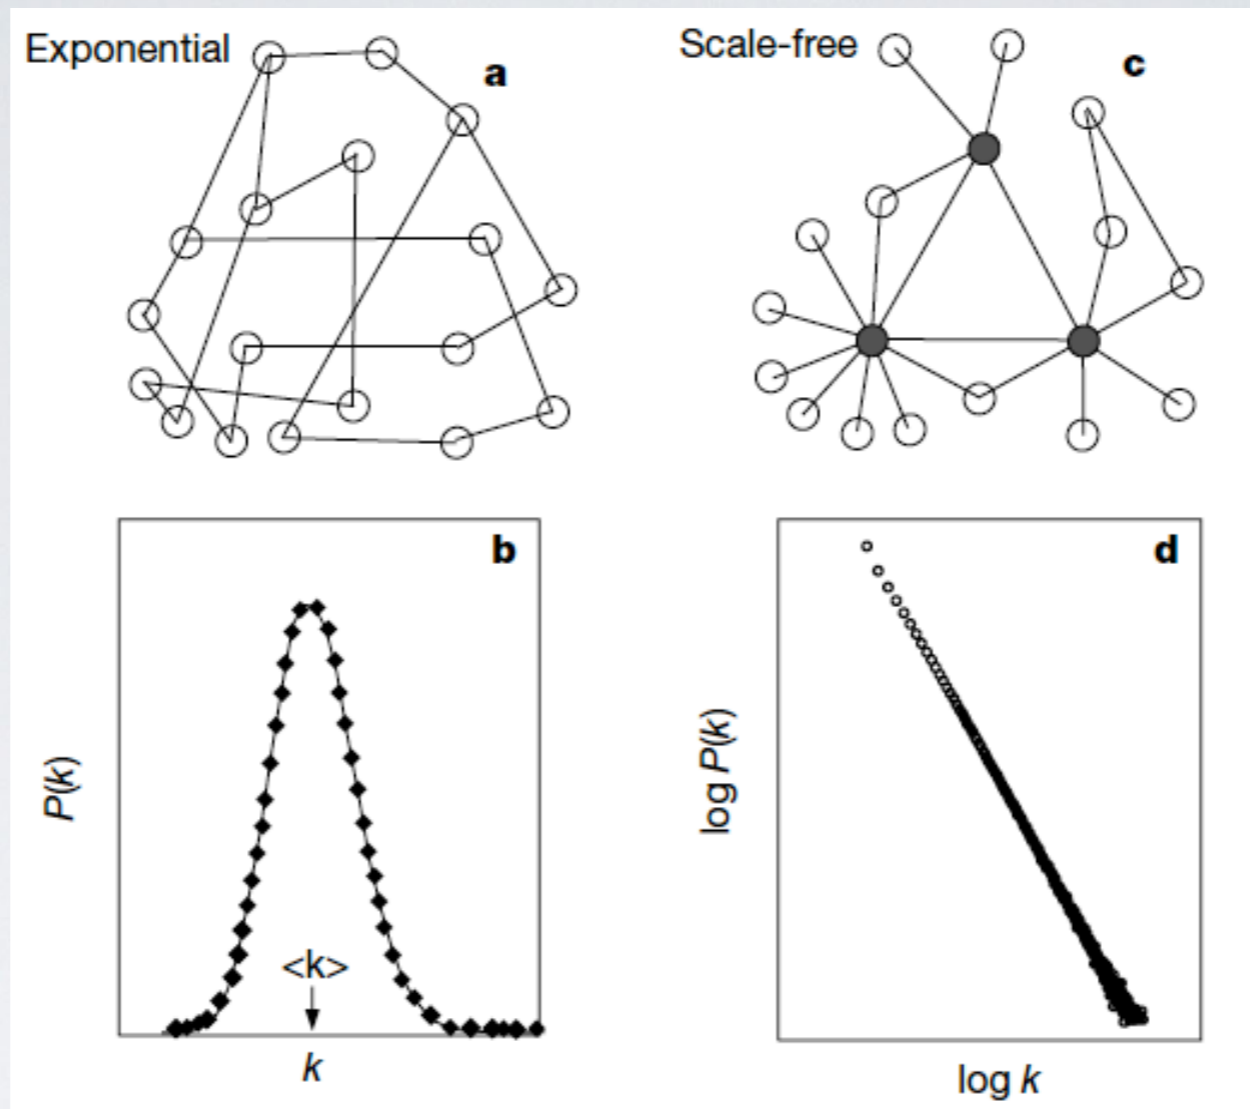 Exponential
a
Scale-free
c
b
P(k)
<k>
k
d
log P(k)
log k